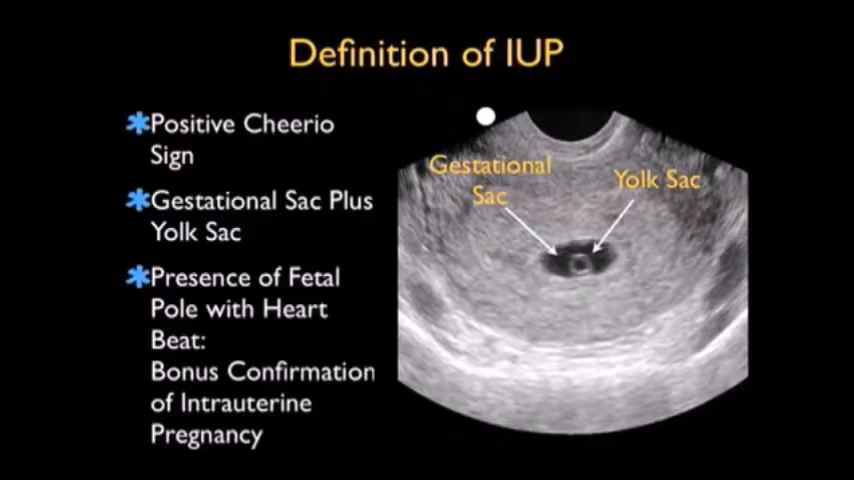 Definition of IUP
✱Positive Cheerio
Sign
✱Gestational Sac Plus
Yolk Sac
✱Presence of Fetal
Pole with Heart
Beat:
Bonus Confirmation
of Intrauterine
Pregnancy
Gestational
Sac
Yolk Sac